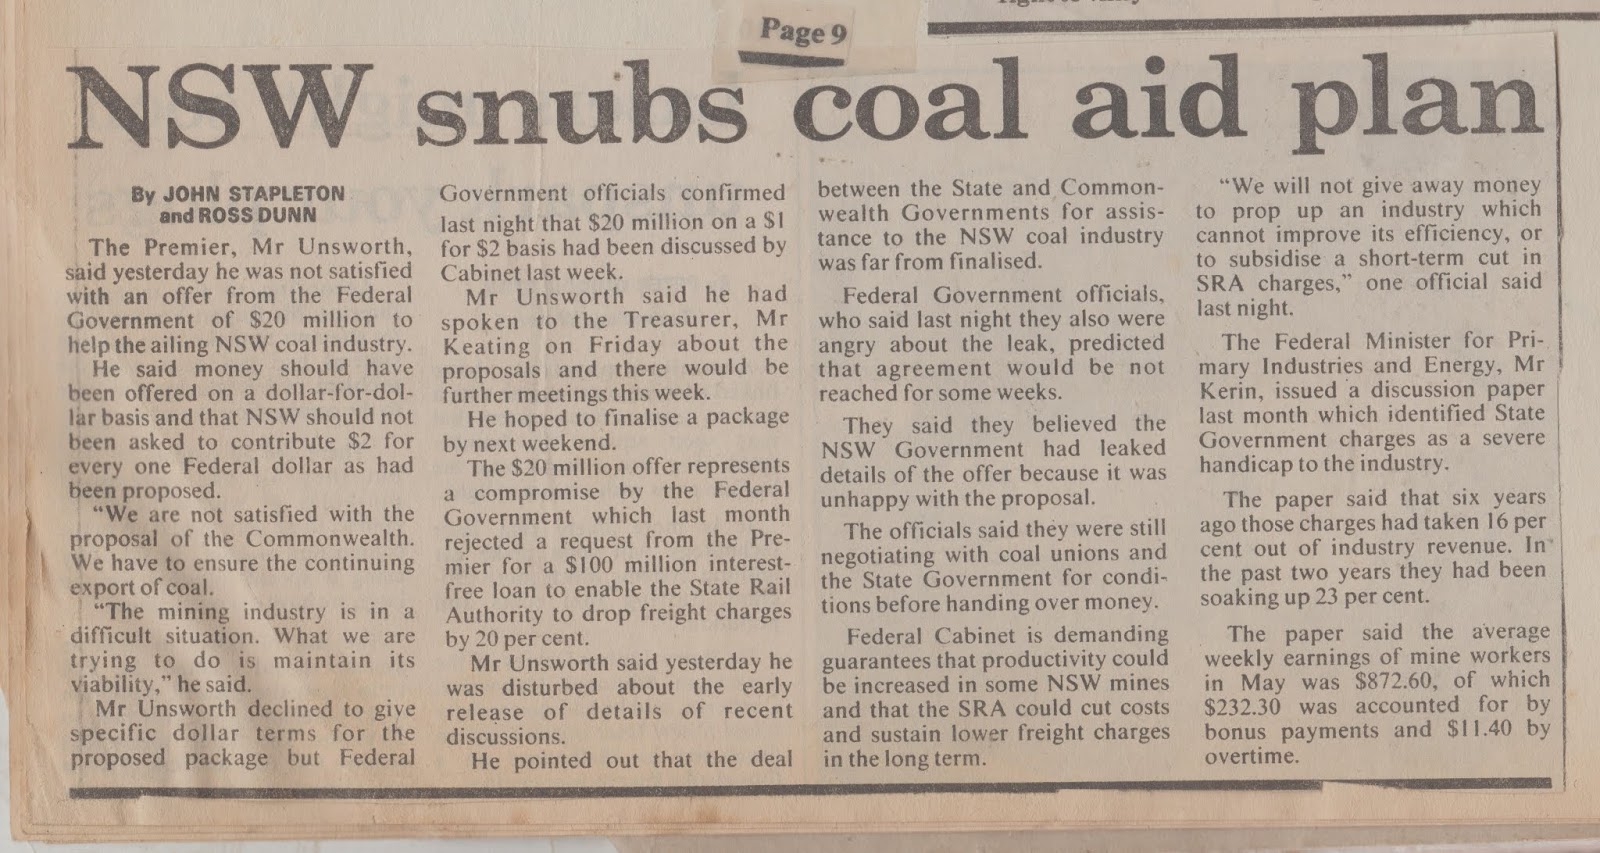 Page 9
NSW snubs coal aid plan
By JOHN STAPLETON
and ROSS DUNN
The Premier, Mr Unsworth,
said yesterday he was not satisfied
with an offer from the Federal
Government of $20 million to
help the ailing NSW coal industry.
He said money should have
been offered on a dollar-for-dol-
lar basis and that NSW should not
been asked to contribute $2 for
every one Federal dollar as had
been proposed.
“We are not satisfied with the
proposal of the Commonwealth.
We have to ensure the continuing
export of coal.
“The mining industry is in a
difficult situation. What we are
trying to do is maintain its
viability,” he said.
Mr Unsworth declined to give
specific dollar terms for the
proposed package but Federal
Government officials confirmed
last night that $20 million on a $1
for $2 basis had been discussed by
Cabinet last week.
Mr Unsworth said he had
spoken to the Treasurer, Mr
Keating on Friday about the
proposals and there would be
further meetings this week.
He hoped to finalise a package
by next weekend.
The $20 million offer represents
a compromise by the Federal
Government which last month
rejected a request from the Pre-
mier for a $100 million interest-
free loan to enable the State Rail
Authority to drop freight charges
by 20 per cent.
Mr Unsworth said yesterday he
was disturbed about the early
release of details of recent
discussions.
He pointed out that the deal
between the State and Common-
wealth Governments for assis-
tance to the NSW coal industry
was far from finalised.
Federal Government officials,
who said last night they also were
angry about the leak, predicted
that agreement would be not
reached for some weeks.
They said they believed the
NSW Government had leaked
details of the offer because it was
unhappy with the proposal.
The officials said they were still
negotiating with coal unions and
the State Government for condi-
tions before handing over money.
Federal Cabinet is demanding
guarantees that productivity could
be increased in some NSW mines
and that the SRA could cut costs
and sustain lower freight charges
in the long term.
“We will not give away money
to prop up an industry which
cannot improve its efficiency, or
to subsidise a short-term cut in
SRA charges,” one official said
last night.
The Federal Minister for Pri-
mary Industries and Energy, Mr
Kerin, issued a discussion paper
last month which identified State
Government charges as a severe
handicap to the industry.
The paper said that six years
ago those charges had taken 16 per
cent out of industry revenue. In
the past two years they had been
soaking up 23 per cent.
The paper said the average
weekly earnings of mine workers
in May was $872.60, of which
$232.30 was accounted for by
bonus payments and $11.40 by
overtime.